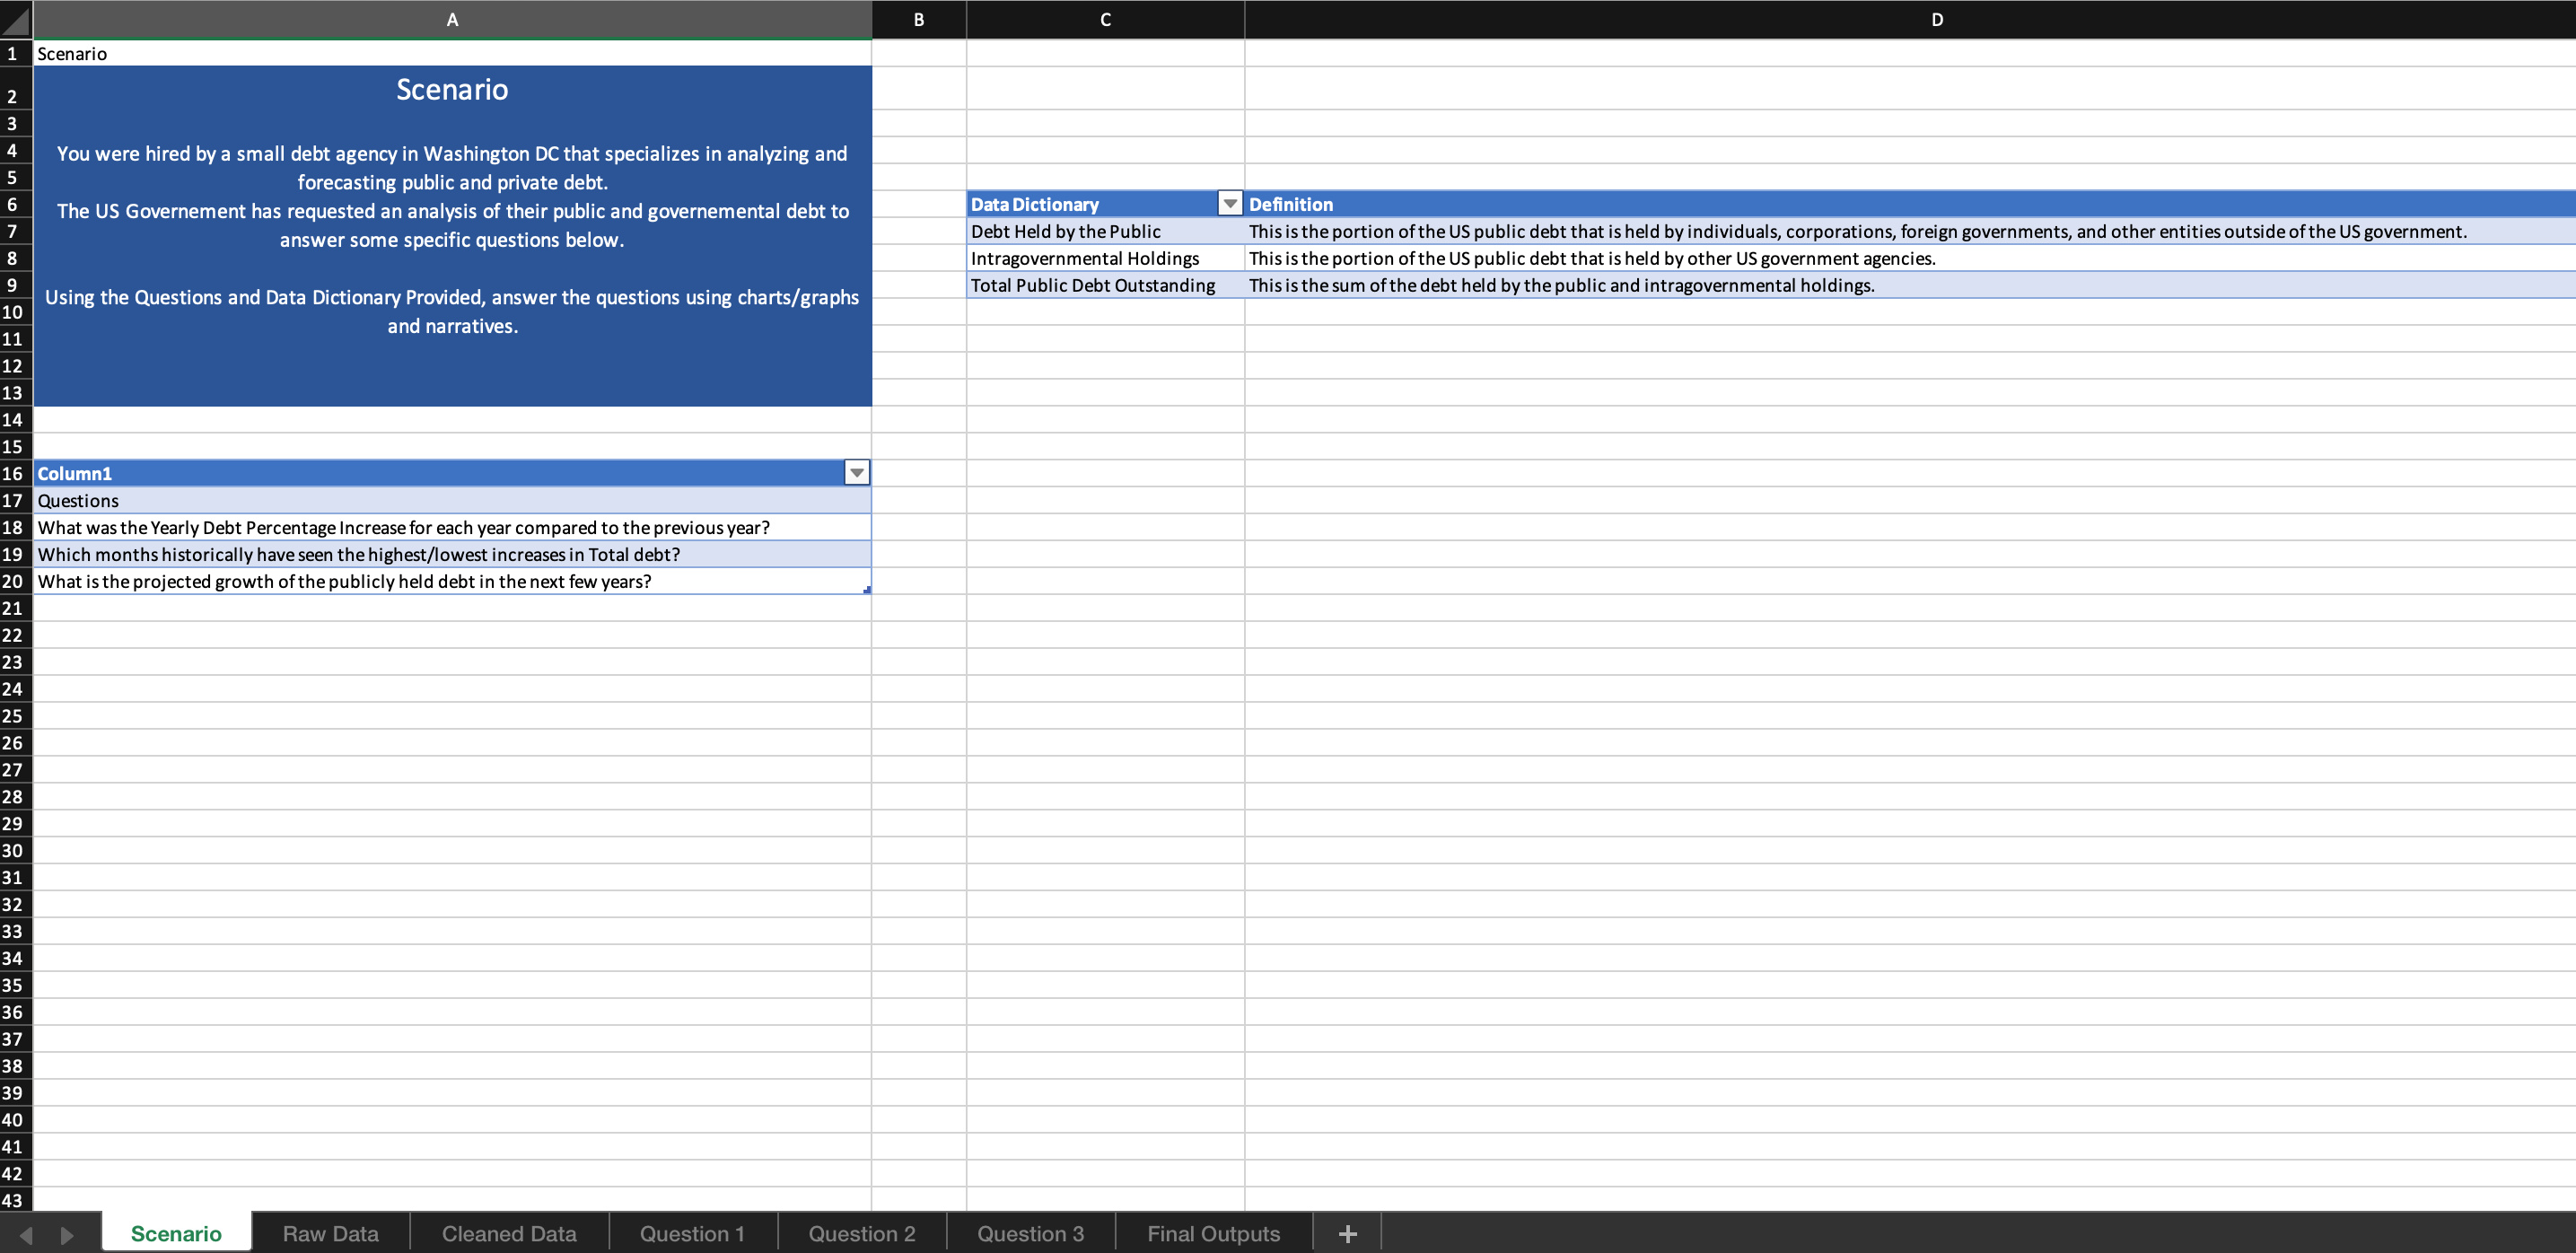 A B C D
1 Scenario
2 Scenario
3
4 You were hired by a small debt agency in Washington DC that specializes in analyzing and
5 forecasting public and private debt.
6 The US Governement has requested an analysis of their public and governemental debt to Data Dictionary Definition
7 answer some specific questions below. Debt Held by the Public This is the portion of the US public debt that is held by individuals, corporations, foreign governments, and other entities outside of the US government.
8 Intragovernmental Holdings This is the portion of the US public debt that is held by other US government agencies.
9 Using the Questions and Data Dictionary Provided, answer the questions using charts/graphs Total Public Debt Outstanding This is the sum of the debt held by the public and intragovernmental holdings.
10 and narratives.
11
12
13
14
15
16 Column1
17 Questions
18 What was the Yearly Debt Percentage Increase for each year compared to the previous year?
19 Which months historically have seen the highest/lowest increases in Total debt?
20 What is the projected growth of the publicly held debt in the next few years?
21
22
23
24
25
26
27
28
29
30
31
32
33
34
35
36
37
38
39
40
41
42
43
Scenario Raw Data Cleaned Data Question 1 Question 2 Question 3 Final Outputs +